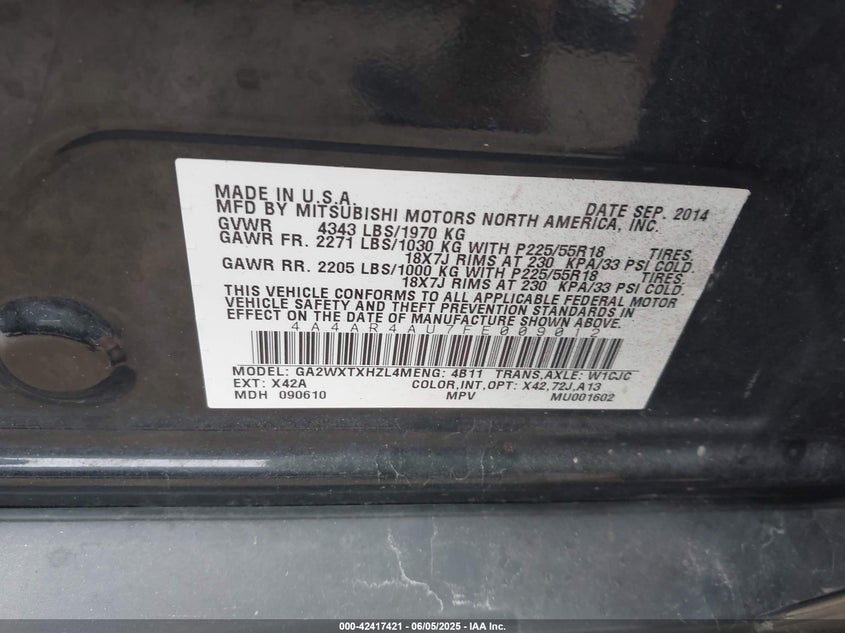 MADE IN U.S.A. DATE SEP. 2014
MFD BY MITSUBISHI MOTORS NORTH AMERICA, INC.
GVWR 4343 LBS/1970 KG
GAWR FR. 2271 LBS/1030 KG WITH P225/55R18 TIRES.
18X7J RIMS AT 230 KPA/33 PSI COLD.
GAWR RR. 2205 LBS/1000 KG WITH P225/55R18 TIRES.
18X7J RIMS AT 230 KPA/33 PSI COLD.
THIS VEHICLE CONFORMS TO ALL APPLICABLE FEDERAL MOTOR
VEHICLE SAFETY AND THEFT PREVENTION STANDARDS IN
EFFECT ON THE DATE OF MANUFACTURE SHOWN ABOVE.
4A4AR4AU7FE009012
MODEL: GA2WXTXHZL4MENG: 4B11 TRANS,AXLE: W1CJC
EXT: X42A COLOR,INT,OPT: X42,72J,A13
MDH 090610 MPV MU001602
000-42417421 - 06/05/2025 - IAA Inc.